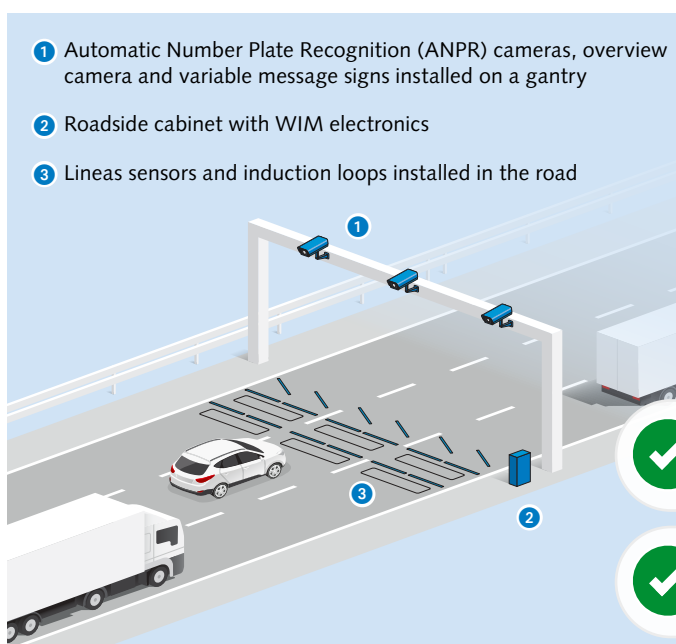 1 Automatic Number Plate Recognition (ANPR) cameras, overview
camera and variable message signs installed on a gantry
2 Roadside cabinet with WIM electronics
3 Lineas sensors and induction loops installed in the road
1
3
2